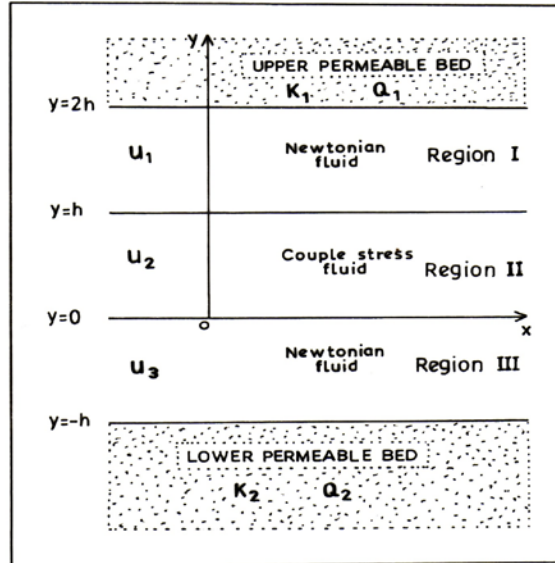 y
UPPER PERMEABLE BED
K₁ Q₁
y=2h
u₁ Newtonian fluid Region I
y=h
u₂ Couple stress fluid Region II
y=0
o x
u₃ Newtonian fluid Region III
y=-h
LOWER PERMEABLE BED
K₂ Q₂